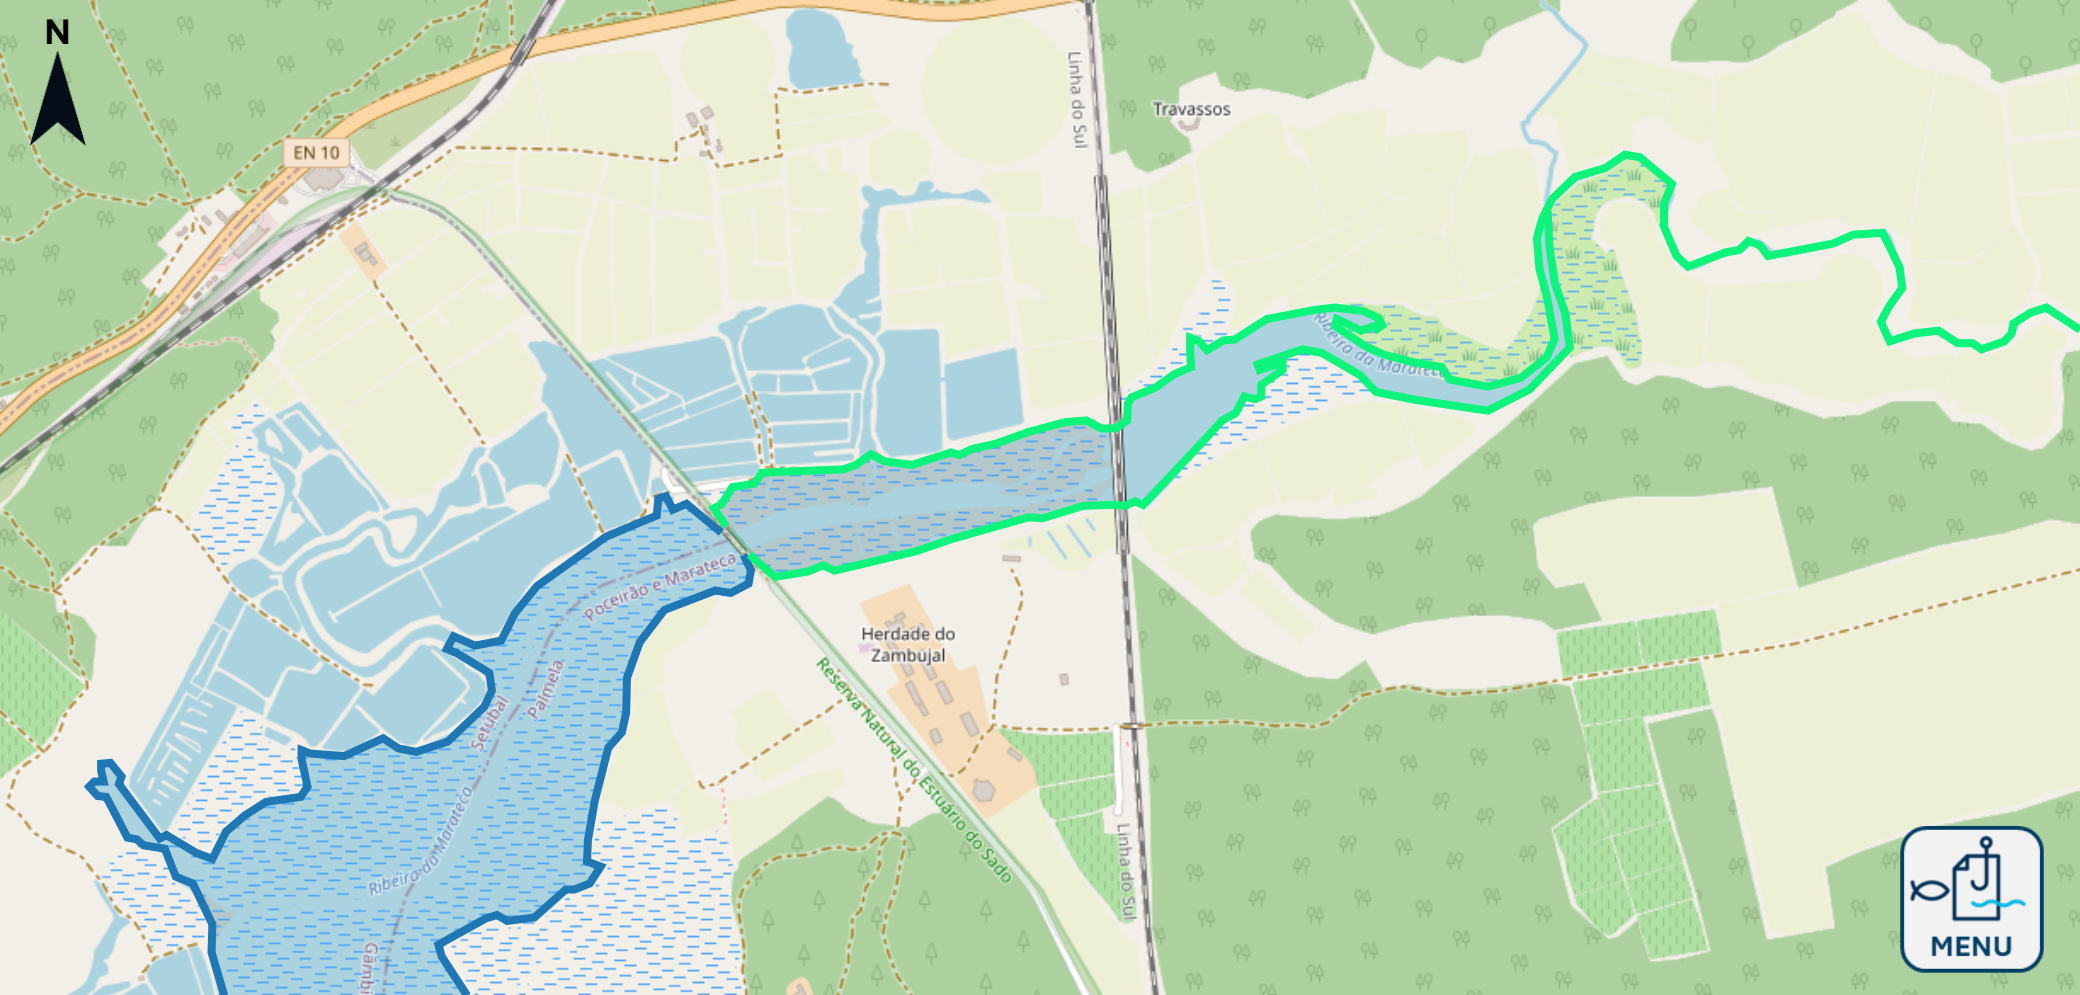 N
EN 10
Linha do Sul
Travassos
Ribeira da Marateca
Poceirão e Marateca
Palmela
Setúbal
Herdade do
Zambujal
Reserva Natural do Estuário do Sado
Ribeira da Marateca
Linha do Sul
Gambi
MENU